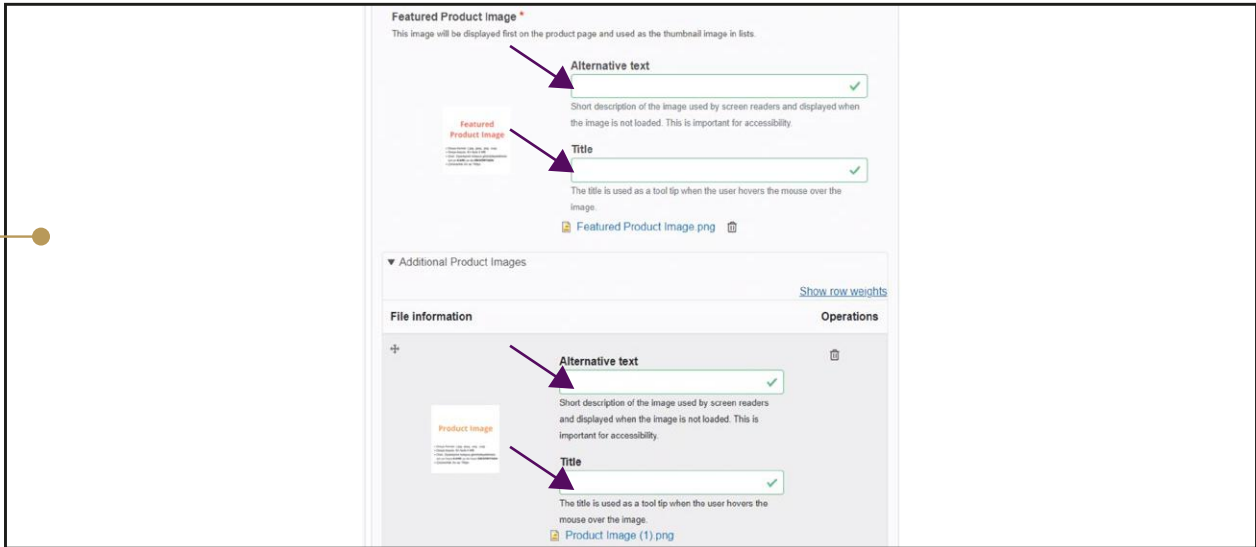 Featured Product Image *
This image will be displayed first on the product page and used as the thumbnail image in lists.
Alternative text
Short description of the image used by screen readers and displayed when
the image is not loaded. This is important for accessibility.
Featured
Product Image
Title
The title is used as a tool tip when the user hovers the mouse over the
image.
Featured Product Image.png
Additional Product Images
Show row weights
File information
Operations
Alternative text
Short description of the image used by screen readers
and displayed when the image is not loaded. This is
important for accessibility.
Product Image
Title
The title is used as a tool tip when the user hovers the
mouse over the image.
Product Image (1).png